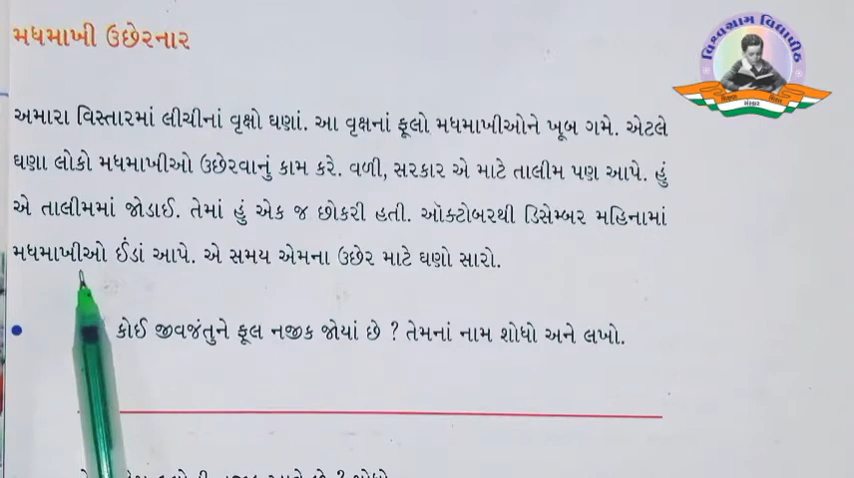 મધમાખી ઉછેરનાર
વિશ્વગ્રામ વિદ્યાપીઠ
અમારા વિસ્તારમાં લીચીનાં વૃક્ષો ઘણાં. આ વૃક્ષનાં ફૂલો મધમાખીઓને ખૂબ ગમે. એટલે
ઘણા લોકો મધમાખીઓ ઉછેરવાનું કામ કરે. વળી, સરકાર એ માટે તાલીમ પણ આપે. હું
એ તાલીમમાં જોડાઈ. તેમાં હું એક જ છોકરી હતી. ઑક્ટોબરથી ડિસેમ્બર મહિનામાં
મધમાખીઓ ઈંડાં આપે. એ સમય એમના ઉછેર માટે ઘણો સારો.
• કોઈ જીવજંતુને ફૂલ નજીક જોયાં છે ? તેમનાં નામ શોધો અને લખો.